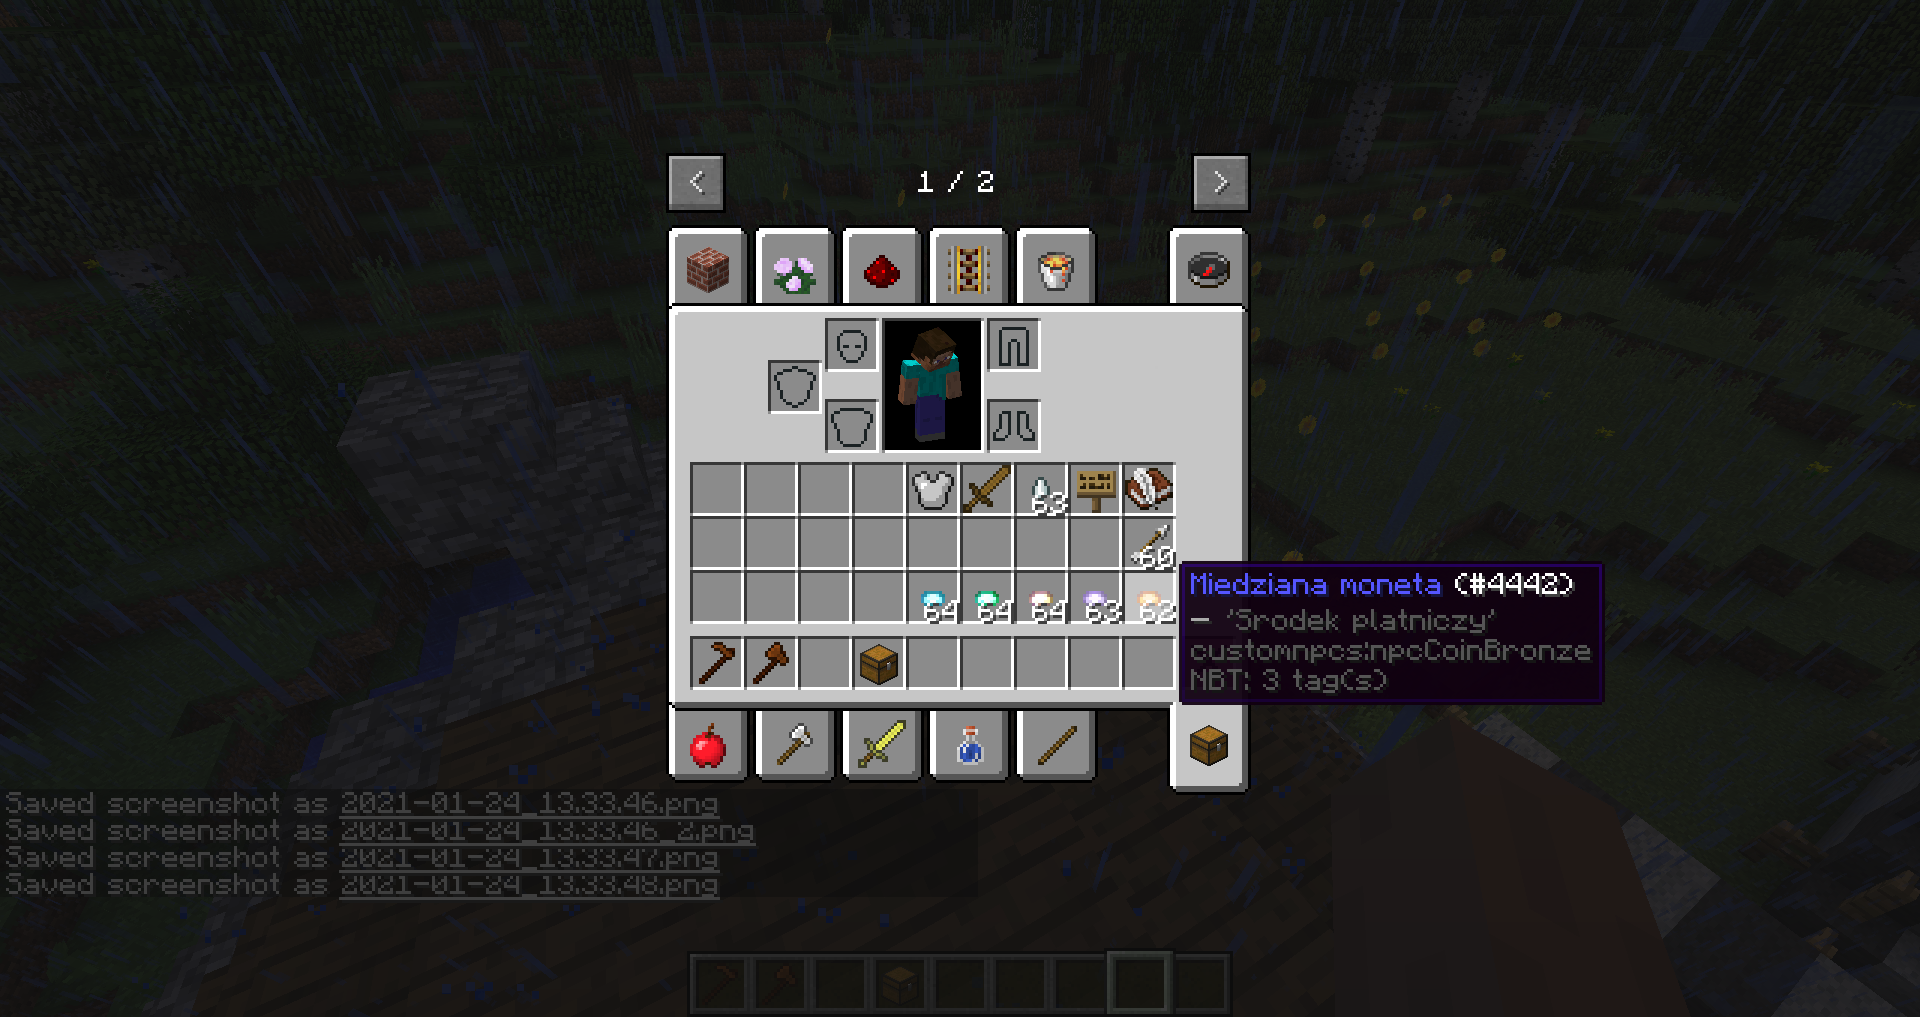 1 / 2
63
60
64
64
64
63
62
Miedziana moneta (#4442)
— 'Srodek platniczy'
customnpcs:npcCoinBronze
NBT: 3 tag(s)
Saved screenshot as 2021-01-24_13.33.46.png
Saved screenshot as 2021-01-24_13.33.46_2.png
Saved screenshot as 2021-01-24_13.33.47.png
Saved screenshot as 2021-01-24_13.33.48.png